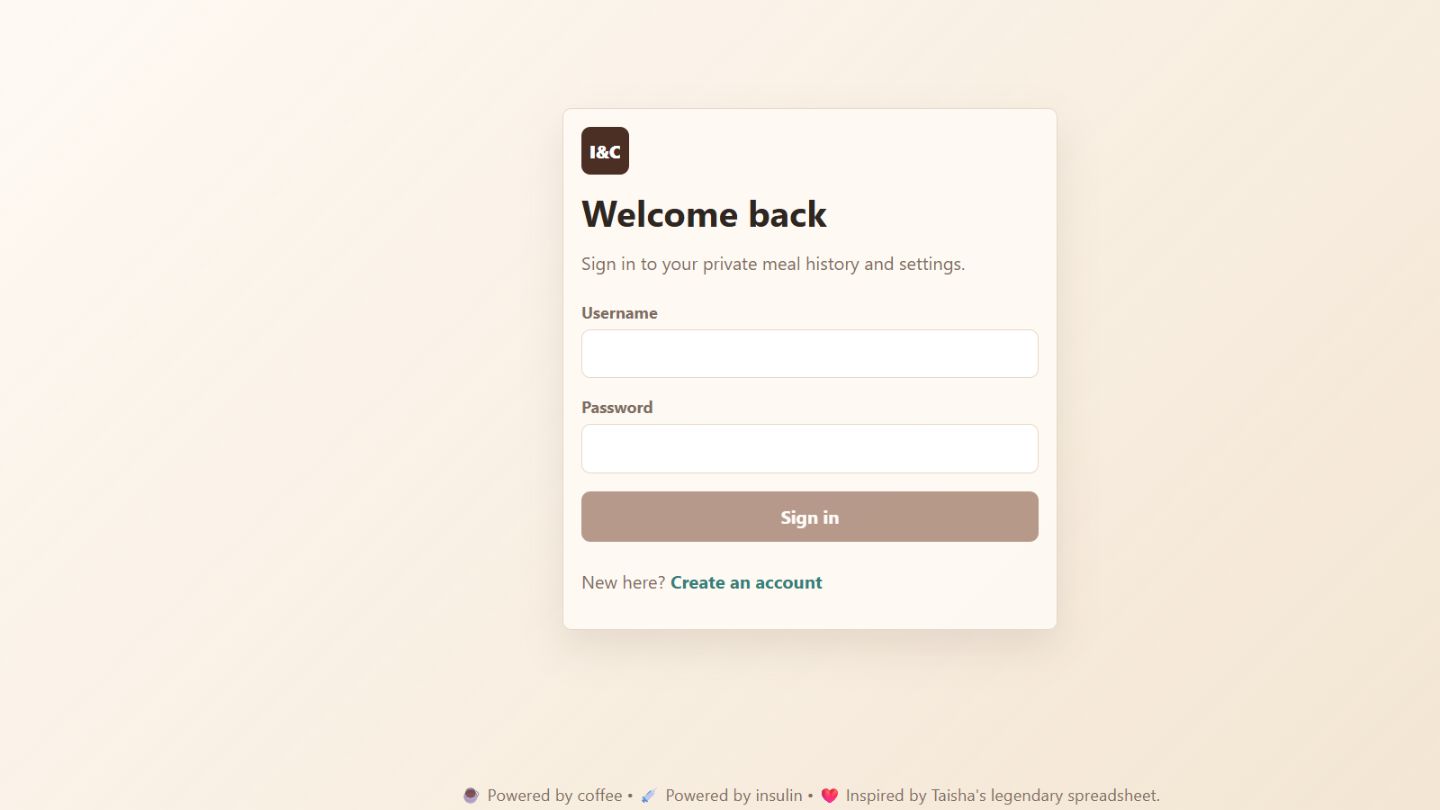 I&C
Welcome back
Sign in to your private meal history and settings.
Username
Password
Sign in
New here? Create an account
Powered by coffee • Powered by insulin • Inspired by Taisha's legendary spreadsheet.